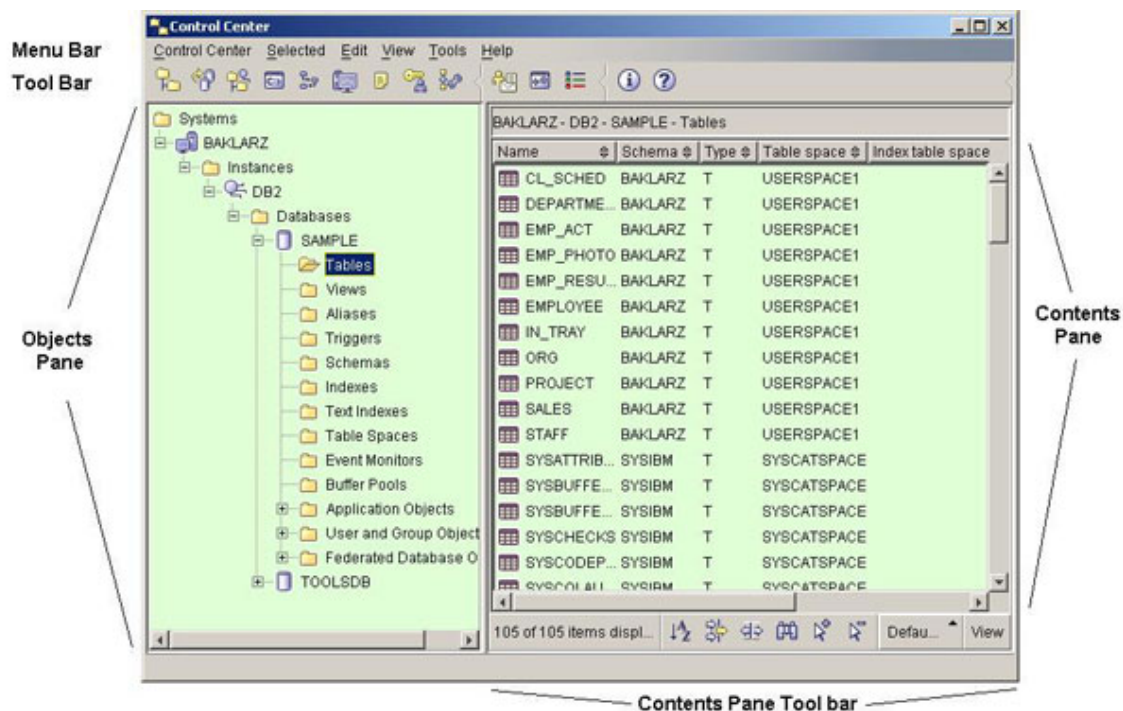 Control Center
Menu Bar
Control Center Selected Edit View Tools Help
Tool Bar
Objects Pane
Systems
BAKLARZ
Instances
DB2
Databases
SAMPLE
Tables
Views
Aliases
Triggers
Schemas
Indexes
Text Indexes
Table Spaces
Event Monitors
Buffer Pools
Application Objects
User and Group Object
Federated Database O
TOOLSDB
BAKLARZ - DB2 - SAMPLE - Tables
Name Schema Type Table space Index table space
CL_SCHED BAKLARZ T USERSPACE1
DEPARTME... BAKLARZ T USERSPACE1
EMP_ACT BAKLARZ T USERSPACE1
EMP_PHOTO BAKLARZ T USERSPACE1
EMP_RESU... BAKLARZ T USERSPACE1
EMPLOYEE BAKLARZ T USERSPACE1
IN_TRAY BAKLARZ T USERSPACE1
ORG BAKLARZ T USERSPACE1
PROJECT BAKLARZ T USERSPACE1
SALES BAKLARZ T USERSPACE1
STAFF BAKLARZ T USERSPACE1
SYSATTRIB... SYSIBM T SYSCATSPACE
SYSBUFFE... SYSIBM T SYSCATSPACE
SYSBUFFE... SYSIBM T SYSCATSPACE
SYSCHECKS SYSIBM T SYSCATSPACE
SYSCODEP... SYSIBM T SYSCATSPACE
SYSCOLAU... SYSIBM T SYSCATSPACE
105 of 105 items displ... Defau... View
Contents Pane
Contents Pane Tool bar